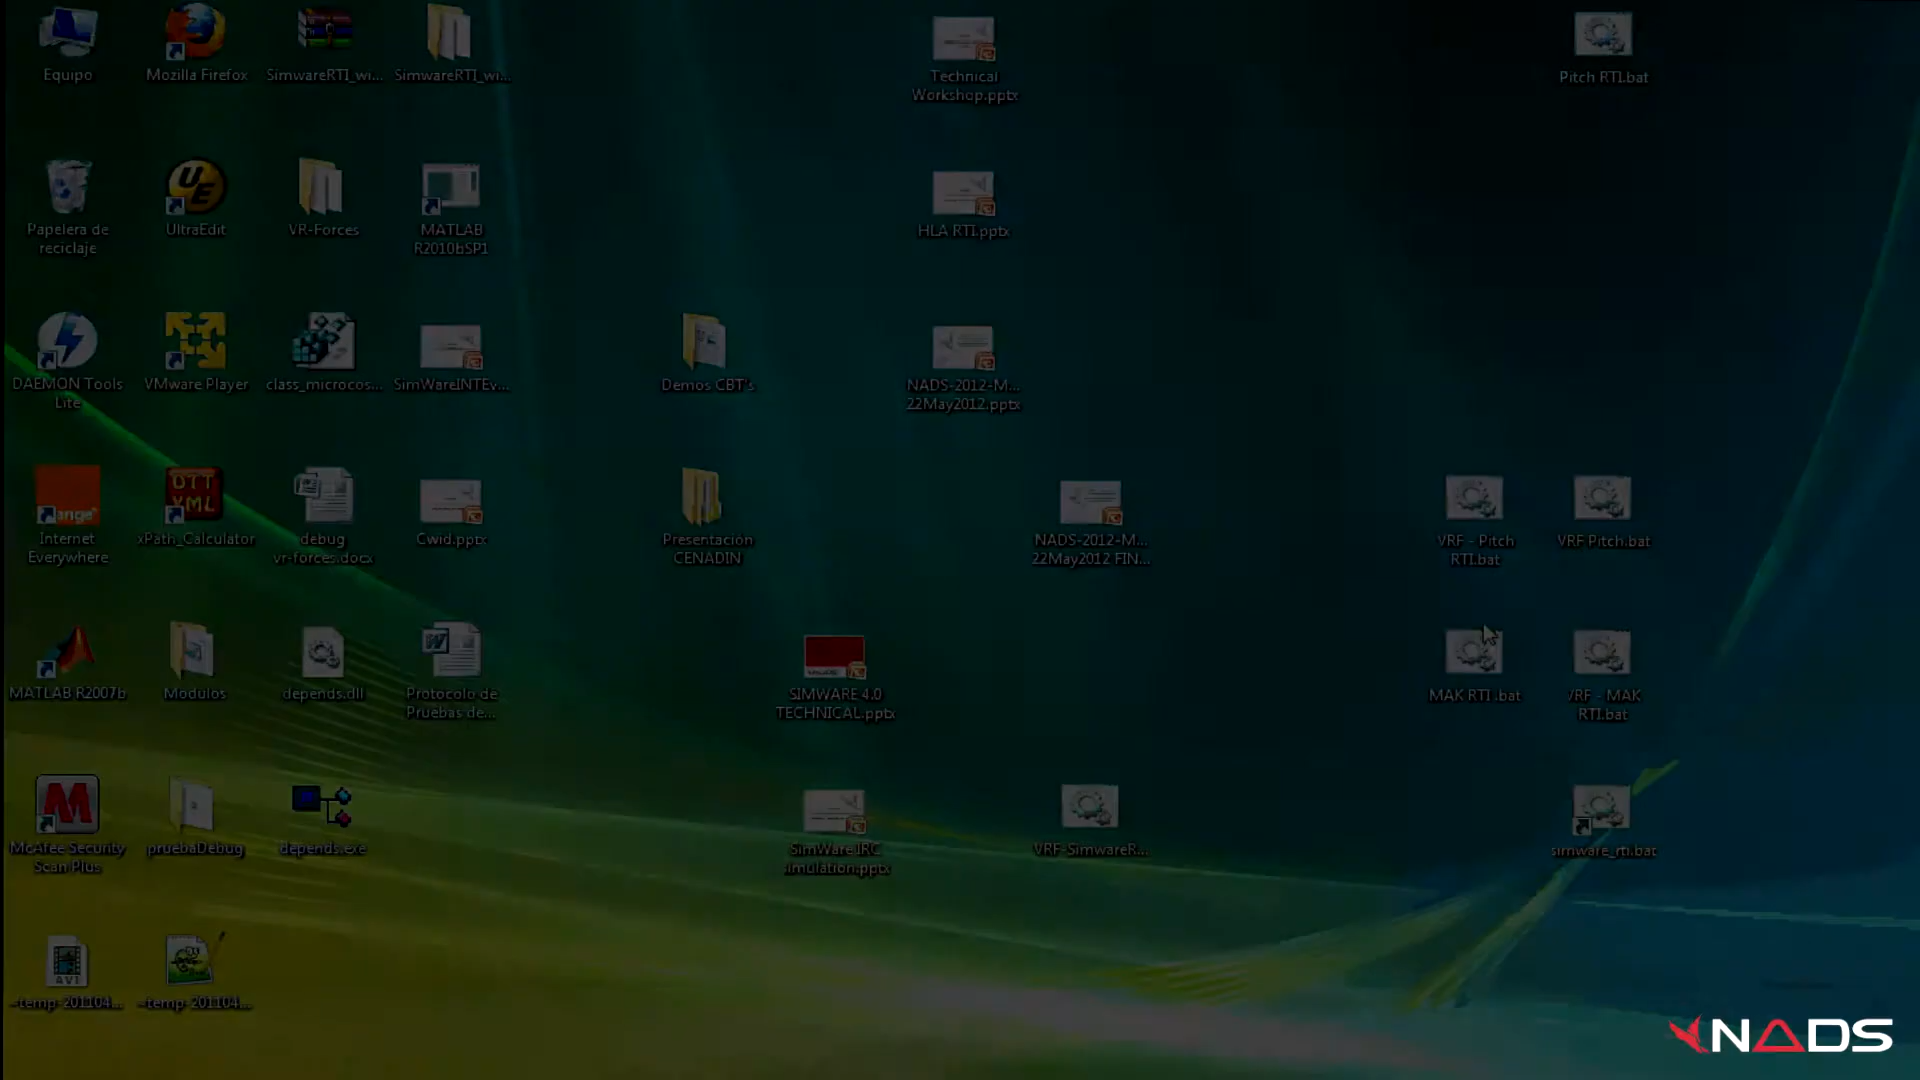 Equipo
Mozilla Firefox
SimwareRTI_wi...
SimwareRTI_wi...
Technical
Workshop.pptx
Pitch RTI.bat
Papelera de
reciclaje
UltraEdit
VR-Forces
MATLAB
R2010bSP1
HLA RTI.pptx
DAEMON Tools
Lite
VMware Player
class_microcos...
SimWareINTEv...
Demos CBT's
NADS-2012-M...
22May2012.pptx
Internet
Everywhere
xPath_Calculator
debug
vr-forces.docx
Cwid.pptx
Presentación
CENADIN
NADS-2012-M...
22May2012 FIN...
VRF - Pitch
RTI.bat
VRF Pitch.bat
MATLAB R2007b
Modulos
depends.dll
Protocolo de
Pruebas de...
SIMWARE 4.0
TECHNICAL.pptx
MAK RTI .bat
VRF - MAK
RTI.bat
McAfee Security
Scan Plus
pruebaDebug
depends.exe
SimWare IRC
simulation.pptx
VRF-SimwareR...
simware_rti.bat
AVI
~temp-201104...
~temp-201104...
NADS